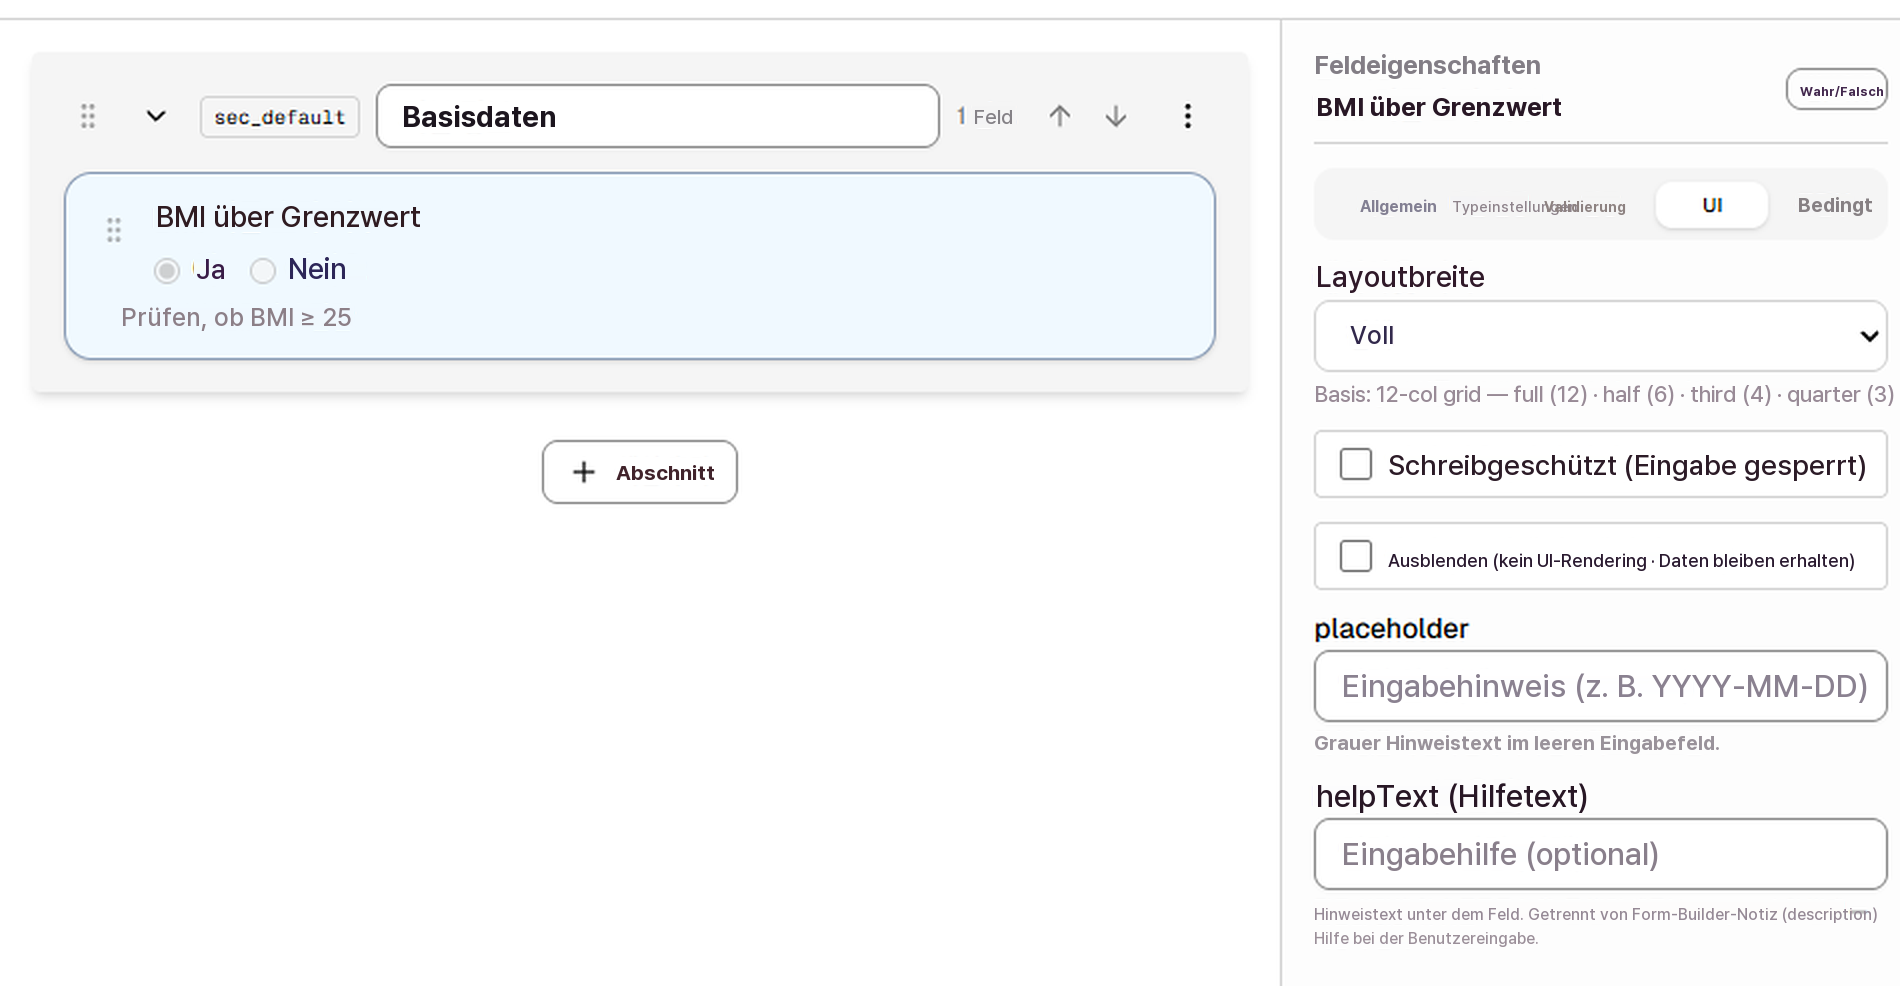 sec_default
Basisdaten
1 Feld
BMI über Grenzwert
Ja
Nein
Prüfen, ob BMI ≥ 25
Abschnitt
Feldeigenschaften
BMI über Grenzwert
Wahr/Falsch
Allgemein
Typeinstellungen
Validierung
UI
Bedingt
Layoutbreite
Voll
Basis: 12-col grid — full (12) · half (6) · third (4) · quarter (3)
Schreibgeschützt (Eingabe gesperrt)
Ausblenden (kein UI-Rendering · Daten bleiben erhalten)
placeholder
Eingabehinweis (z. B. YYYY-MM-DD)
Grauer Hinweistext im leeren Eingabefeld.
helpText (Hilfetext)
Eingabehilfe (optional)
Hinweistext unter dem Feld. Getrennt von Form-Builder-Notiz (description)
Hilfe bei der Benutzereingabe.